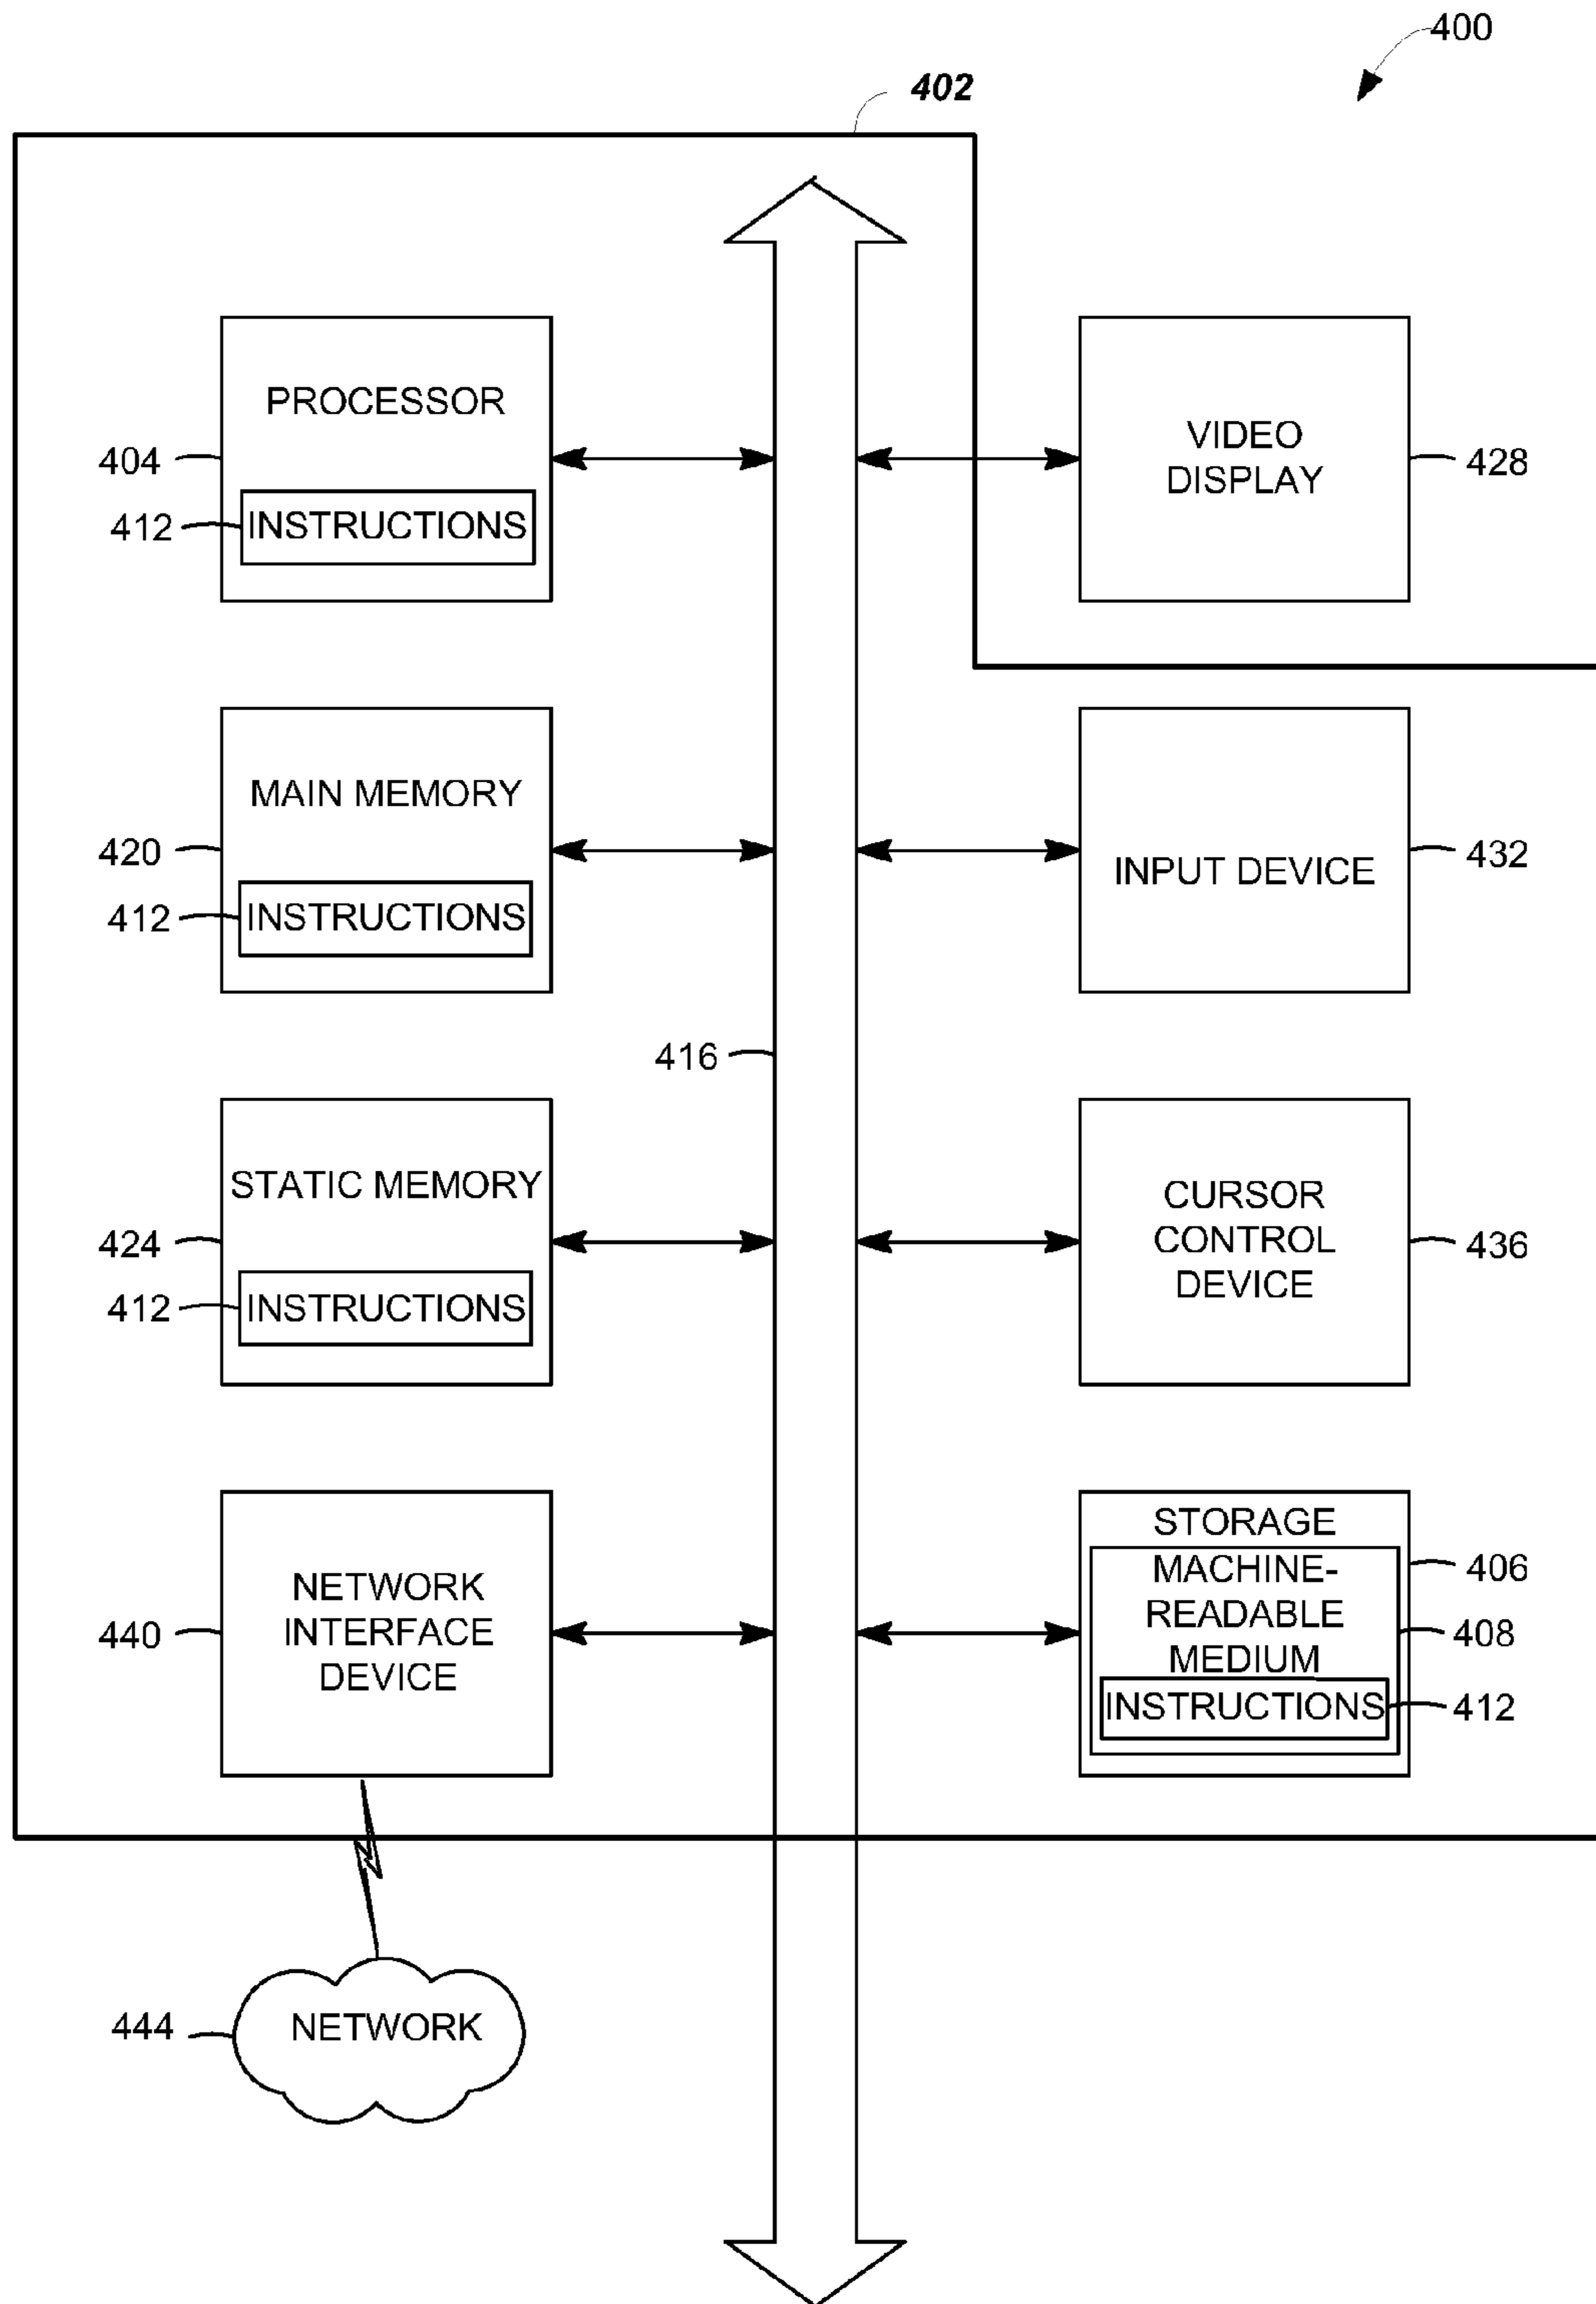 400
402
PROCESSOR
404
412
INSTRUCTIONS
VIDEO
DISPLAY
428
MAIN MEMORY
420
412
INSTRUCTIONS
INPUT DEVICE
432
416
STATIC MEMORY
424
412
INSTRUCTIONS
CURSOR
CONTROL
DEVICE
436
NETWORK
INTERFACE
DEVICE
440
STORAGE
406
MACHINE-
READABLE
MEDIUM
408
INSTRUCTIONS
412
444
NETWORK